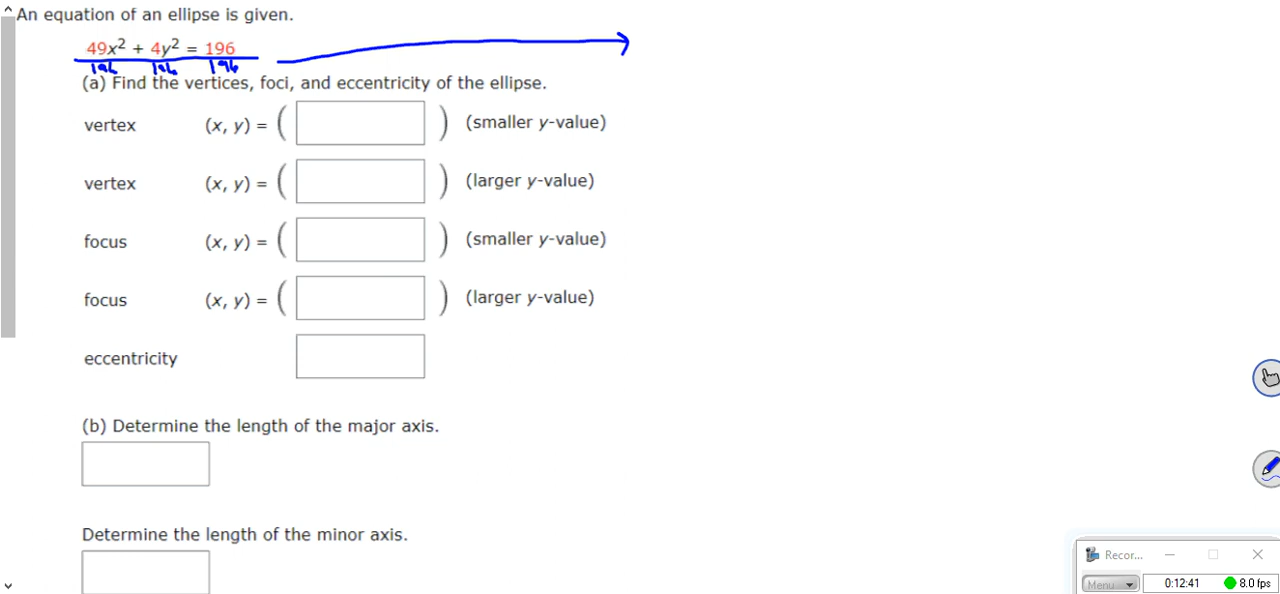 An equation of an ellipse is given.
49x² + 4y² = 196
196 196 196
(a) Find the vertices, foci, and eccentricity of the ellipse.
vertex (x, y) = ( ) (smaller y-value)
vertex (x, y) = ( ) (larger y-value)
focus (x, y) = ( ) (smaller y-value)
focus (x, y) = ( ) (larger y-value)
eccentricity
(b) Determine the length of the major axis.
Determine the length of the minor axis.
Recor...
Menu 0:12:41 8.0 fps